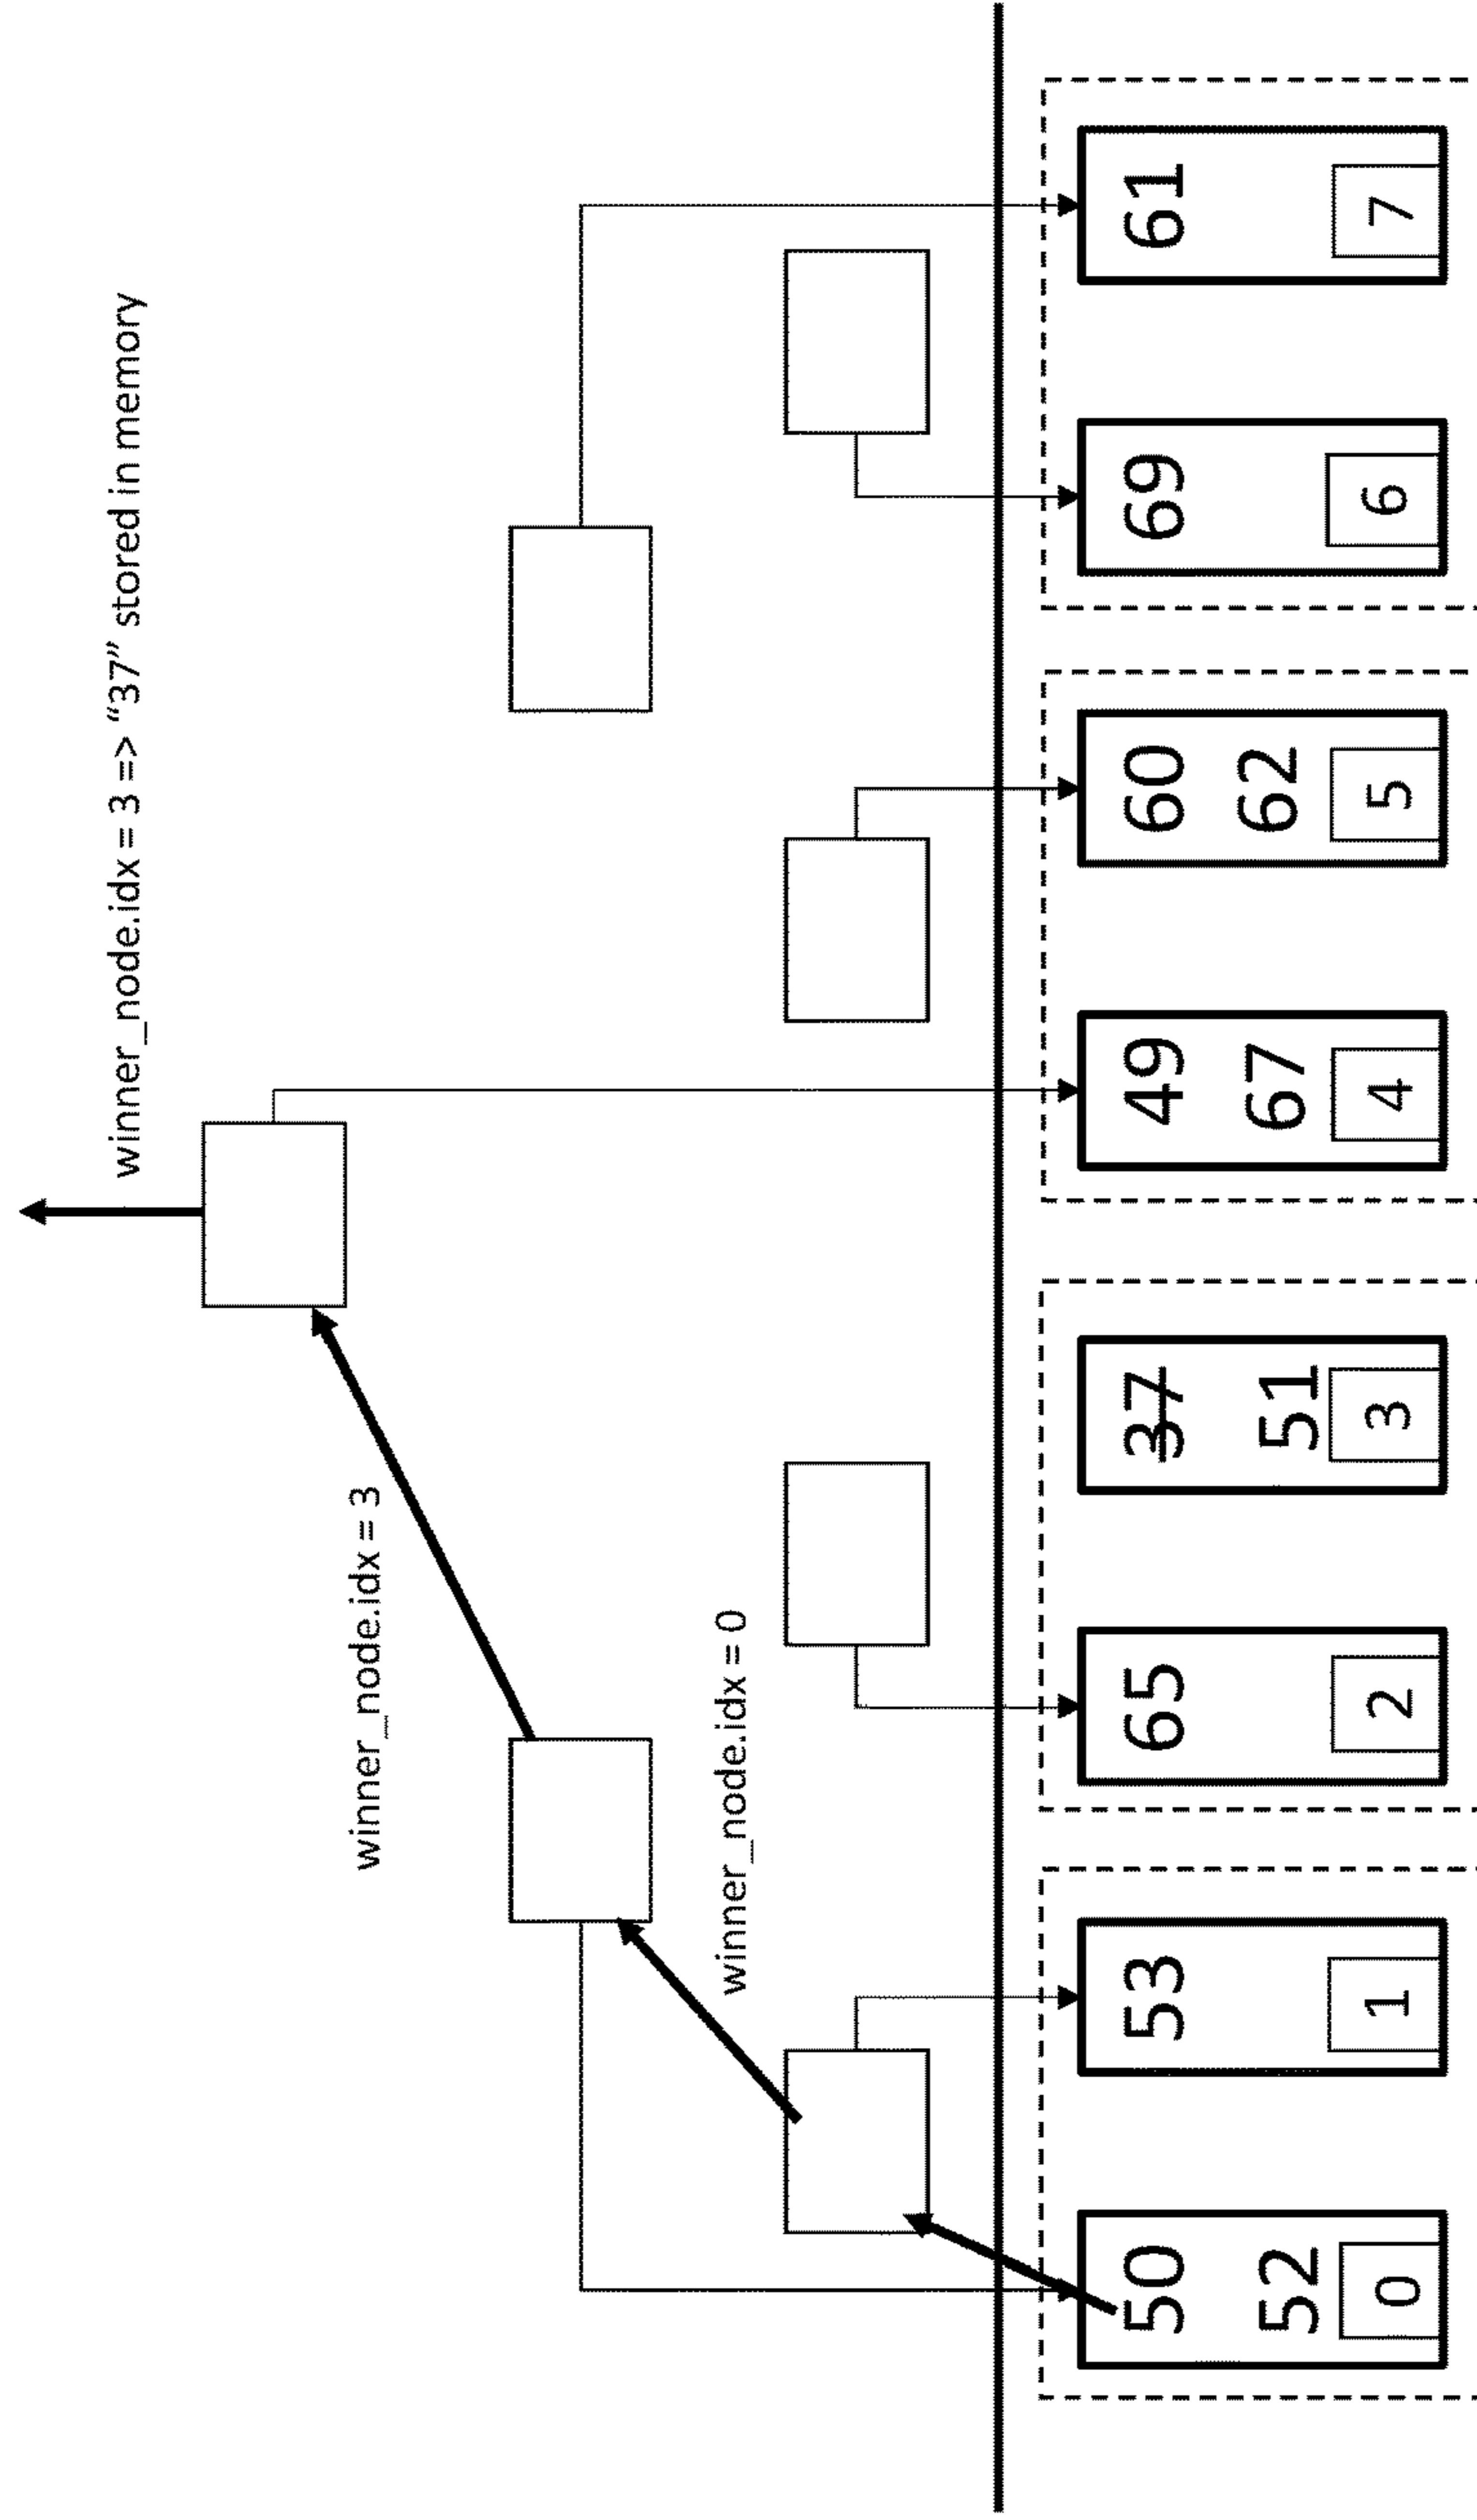 winner_node.idx = 3 => “37” stored in memory
winner_node.idx = 3
winner_node.idx = 0
50 53 65 37 49 60 69 61
52 51 67 62
0 1 2 3 4 5 6 7